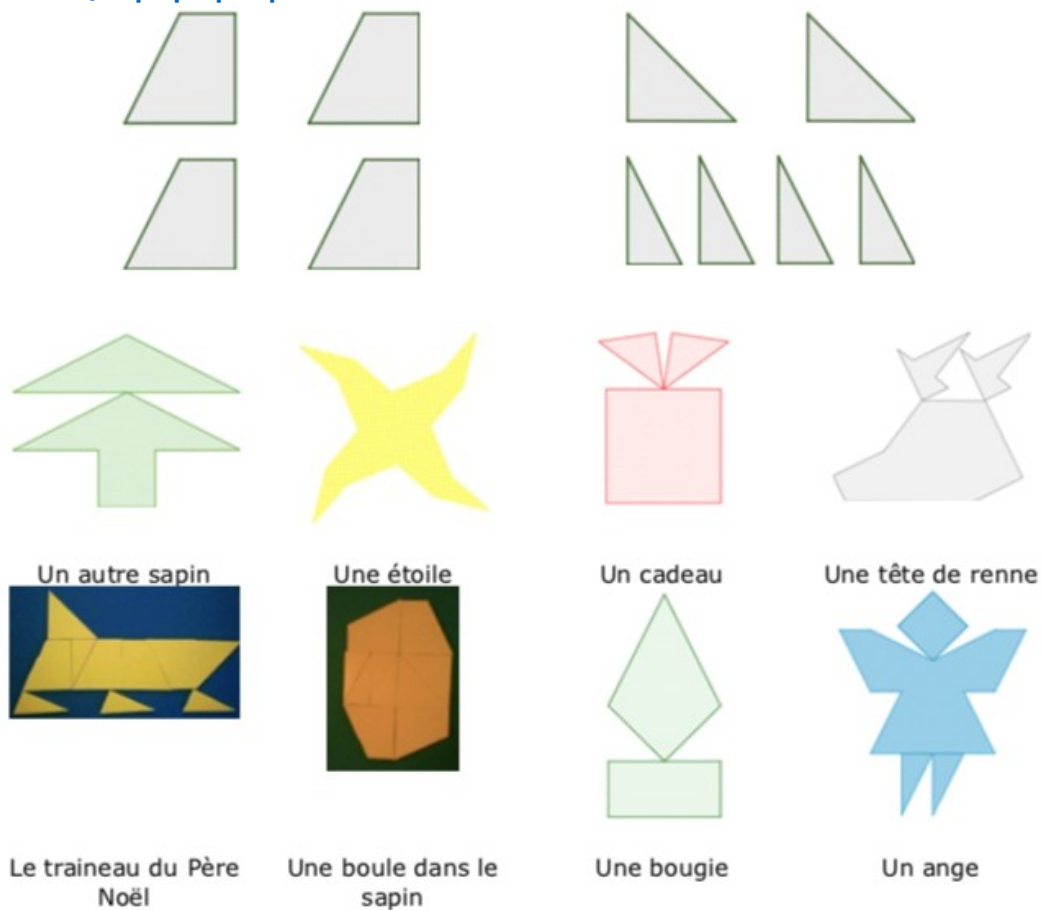 Un autre sapin
Une étoile
Un cadeau
Une tête de renne
Le traineau du Père
Noël
Une boule dans le
sapin
Une bougie
Un ange